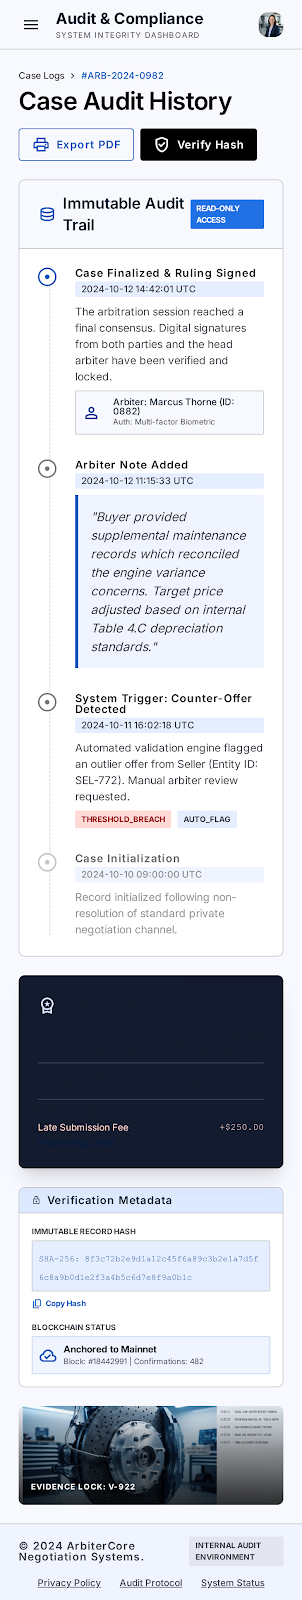 Audit & Compliance
SYSTEM INTEGRITY DASHBOARD
Case Logs > #ARB-2024-0982
Case Audit History
Export PDF
Verify Hash
Immutable Audit
Trail
READ-ONLY
ACCESS
Case Finalized & Ruling Signed
2024-10-12 14:42:01 UTC
The arbitration session reached a
final consensus. Digital signatures
from both parties and the head
arbiter have been verified and
locked.
Arbiter: Marcus Thorne (ID:
0882)
Auth: Multi-factor Biometric
Arbiter Note Added
2024-10-12 11:15:33 UTC
"Buyer provided
supplemental maintenance
records which reconciled
the engine variance
concerns. Target price
adjusted based on internal
Table 4.C depreciation
standards."
System Trigger: Counter-Offer
Detected
2024-10-11 16:02:18 UTC
Automated validation engine flagged
an outlier offer from Seller (Entity ID:
SEL-772). Manual arbiter review
requested.
THRESHOLD_BREACH
AUTO_FLAG
Case Initialization
2024-10-10 09:00:00 UTC
Record initialized following non-
resolution of standard private
negotiation channel.
Late Submission Fee
+$250.00
Verification Metadata
IMMUTABLE RECORD HASH
SHA-256: 8f3c72b2e9d1a12c45f6a89c3b2e1a7d5f
6c8a9b0d1e2f3a4b5c6d7e8f9a0b1c
Copy Hash
BLOCKCHAIN STATUS
Anchored to Mainnet
Block: #18442991 | Confirmations: 482
EVIDENCE LOCK: V-922
© 2024 ArbiterCore
Negotiation Systems.
INTERNAL AUDIT
ENVIRONMENT
Privacy Policy
Audit Protocol
System Status